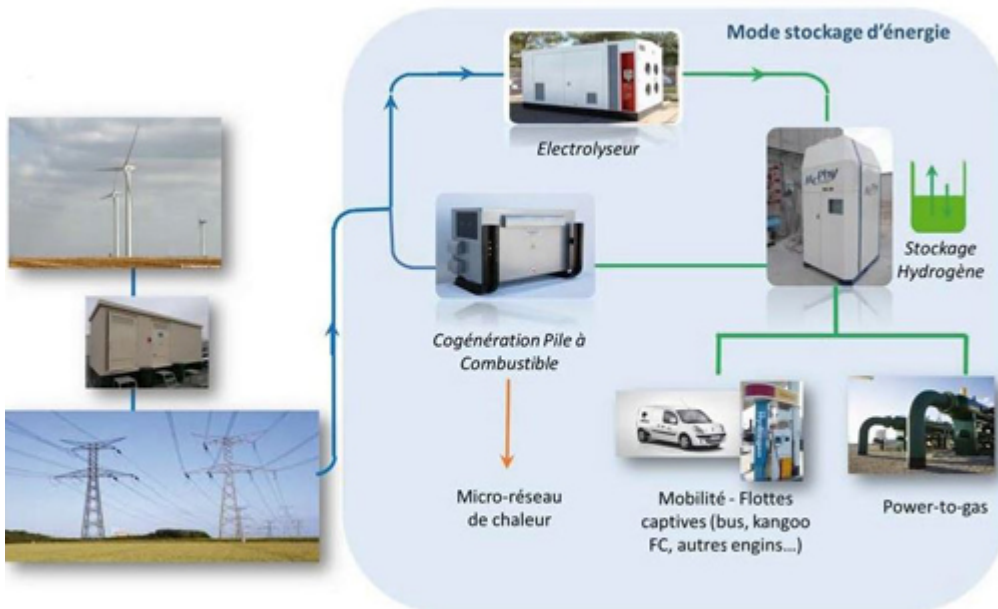 Mode stockage d'énergie
Electrolyseur
McPhy
Stockage
Hydrogène
Cogénération Pile à
Combustible
Micro-réseau
de chaleur
Mobilité - Flottes
captives (bus, kangoo
FC, autres engins...)
Power-to-gas